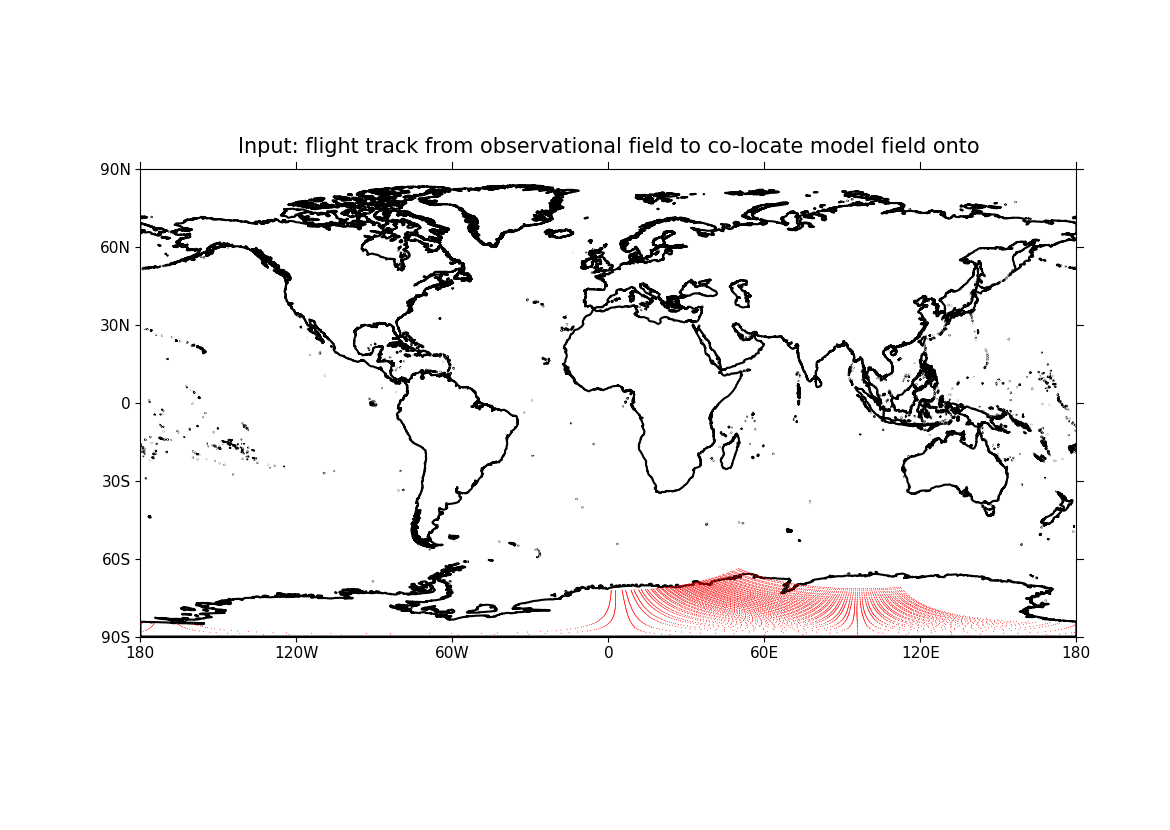 Input: flight track from observational field to co-locate model field onto
90N
60N
30N
0
30S
60S
90S
180 120W 60W 0 60E 120E 180